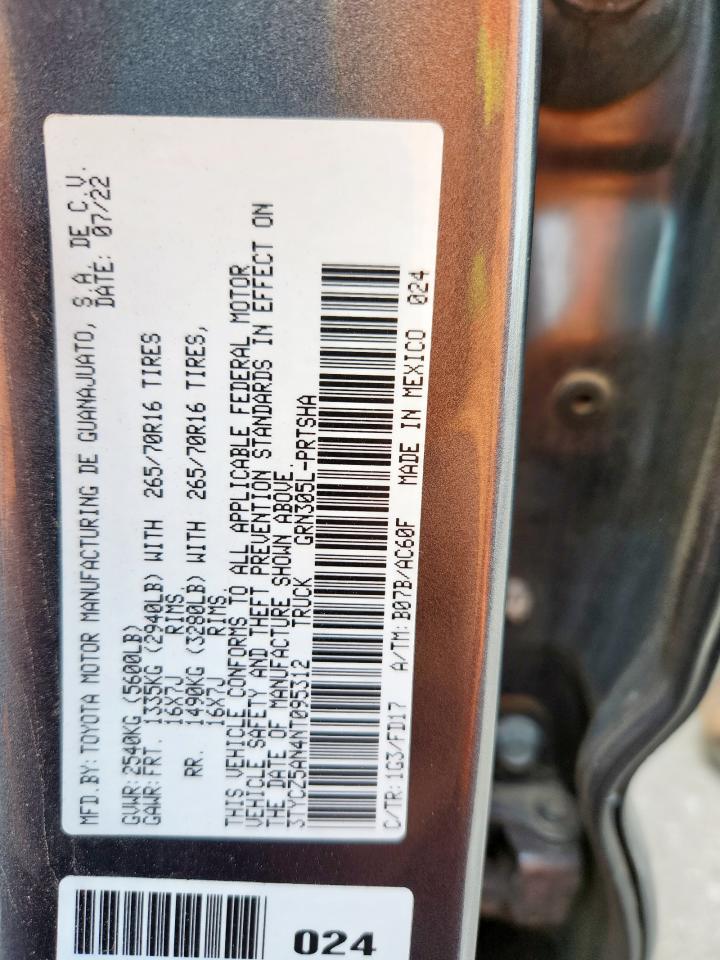 MFD.BY: TOYOTA MOTOR MANUFACTURING DE GUANAJUATO, S.A. DE C.V.
DATE: 07/22
GVWR: 2540KG (5600LB)
GAWR: FRT. 1335KG (2940LB) WITH 265/70R16 TIRES
16X7J RIMS,
RR. 1490KG (3280LB) WITH 265/70R16 TIRES,
16X7J RIMS.
THIS VEHICLE CONFORMS TO ALL APPLICABLE FEDERAL MOTOR
VEHICLE SAFETY AND THEFT PREVENTION STANDARDS IN EFFECT ON
THE DATE OF MANUFACTURE SHOWN ABOVE.
3TYCZ5AN4NT095312 TRUCK GRN305L-PRTSHA
C/TR: 1G3/FD17 A/TM: B07B/AC60F MADE IN MEXICO 024
024